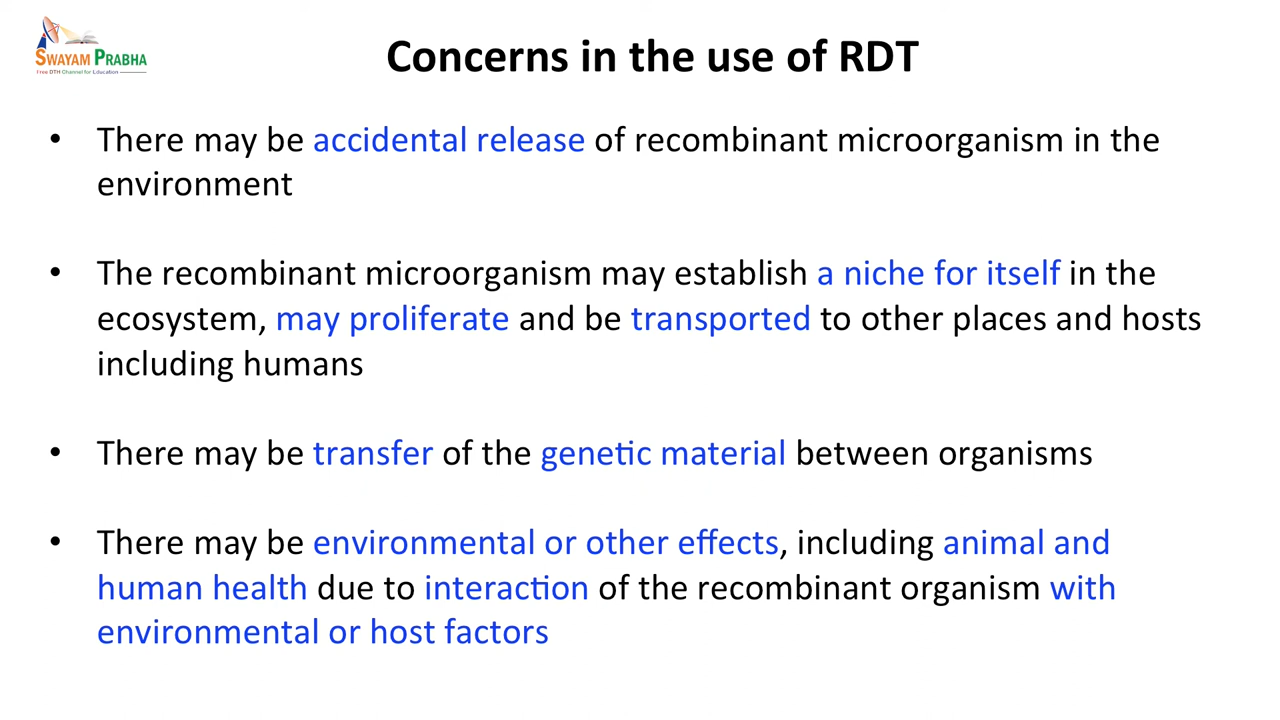 SWAYAM PRABHA
Free DTH Channel for Education
Concerns in the use of RDT
• There may be accidental release of recombinant microorganism in the
environment
• The recombinant microorganism may establish a niche for itself in the
ecosystem, may proliferate and be transported to other places and hosts
including humans
• There may be transfer of the genetic material between organisms
• There may be environmental or other effects, including animal and
human health due to interaction of the recombinant organism with
environmental or host factors